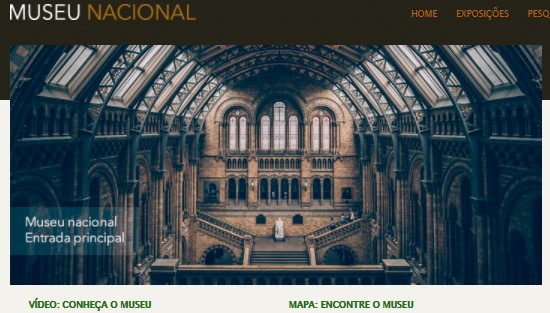 MUSEU NACIONAL
HOME EXPOSIÇÕES PESQ
Museu nacional
Entrada principal
VÍDEO: CONHEÇA O MUSEU MAPA: ENCONTRE O MUSEU